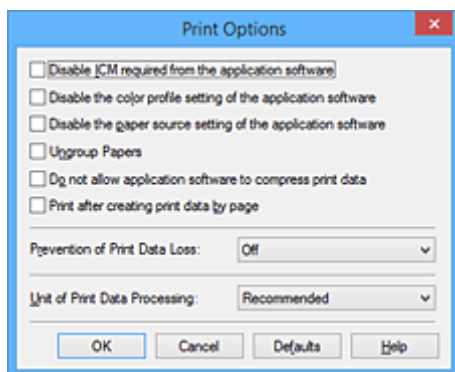 Print Options
Disable ICM required from the application software
Disable the color profile setting of the application software
Disable the paper source setting of the application software
Ungroup Papers
Do not allow application software to compress print data
Print after creating print data by page
Prevention of Print Data Loss: Off
Unit of Print Data Processing: Recommended
OK Cancel Defaults Help